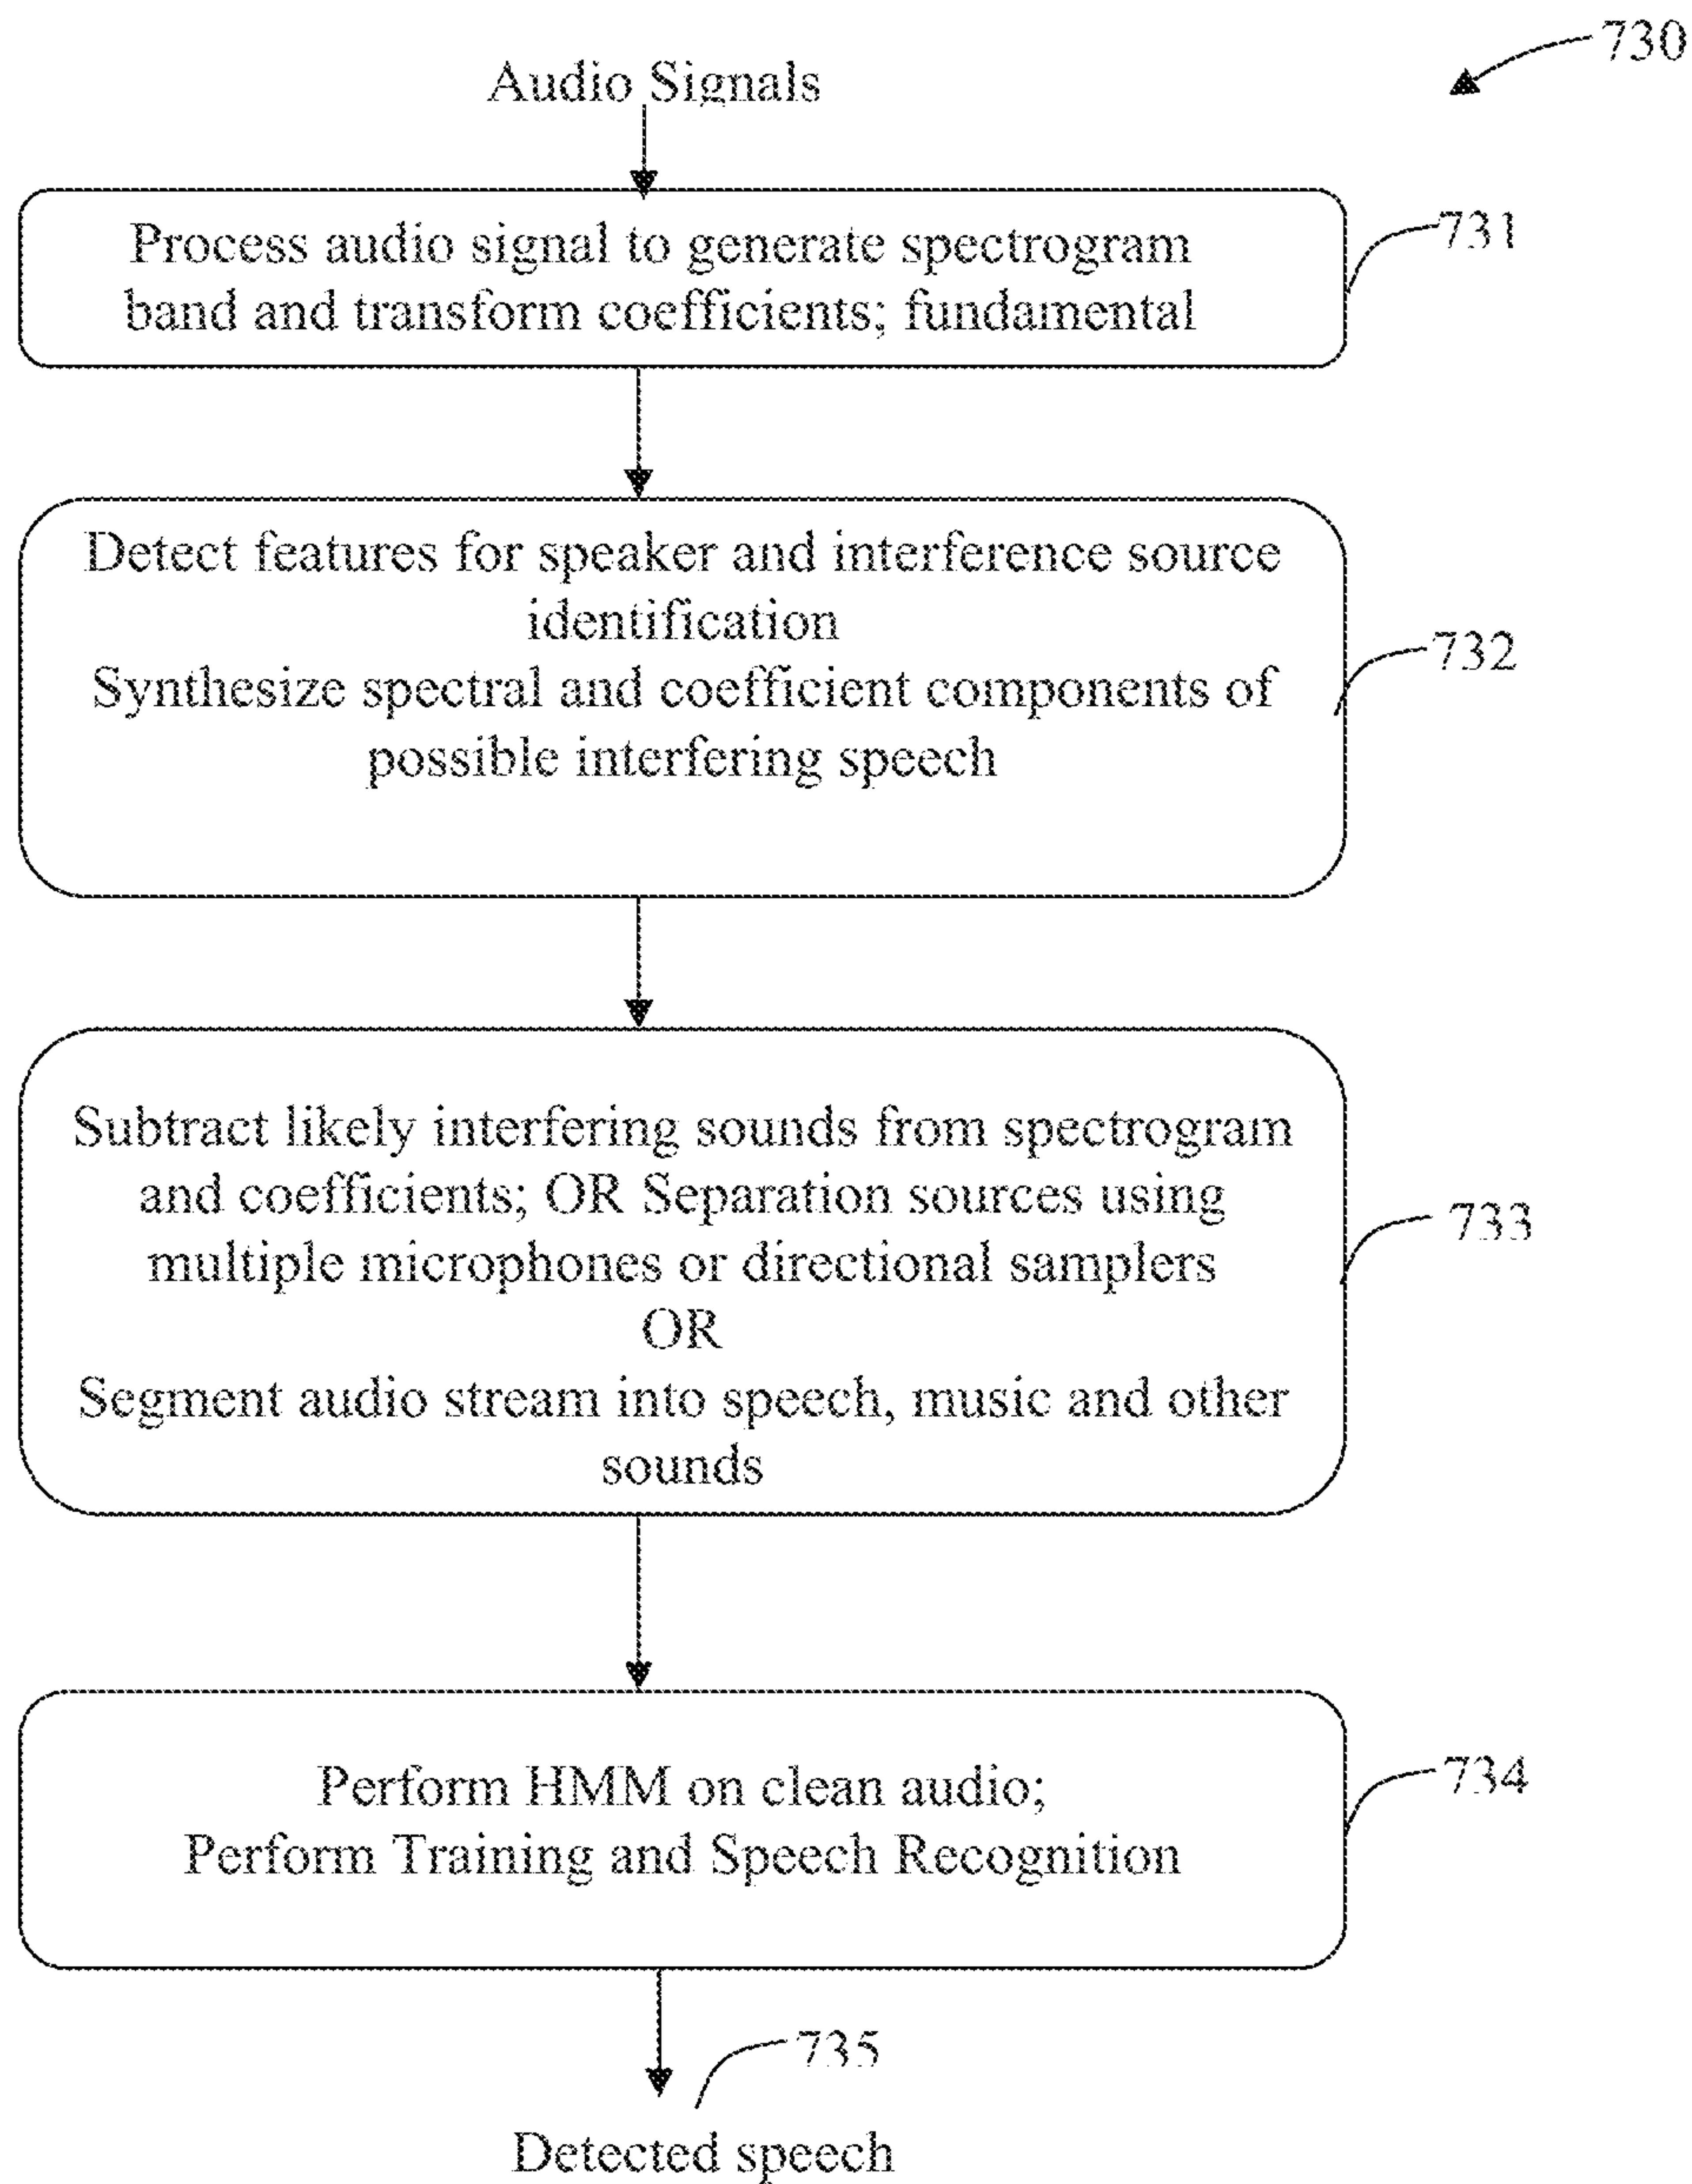 730
Audio Signals
Process audio signal to generate spectrogram
band and transform coefficients; fundamental
731
Detect features for speaker and interference source
identification
Synthesize spectral and coefficient components of
possible interfering speech
732
Subtract likely interfering sounds from spectrogram
and coefficients; OR Separation sources using
multiple microphones or directional samplers
OR
Segment audio stream into speech, music and other
sounds
733
Perform HMM on clean audio;
Perform Training and Speech Recognition
734
735
Detected speech